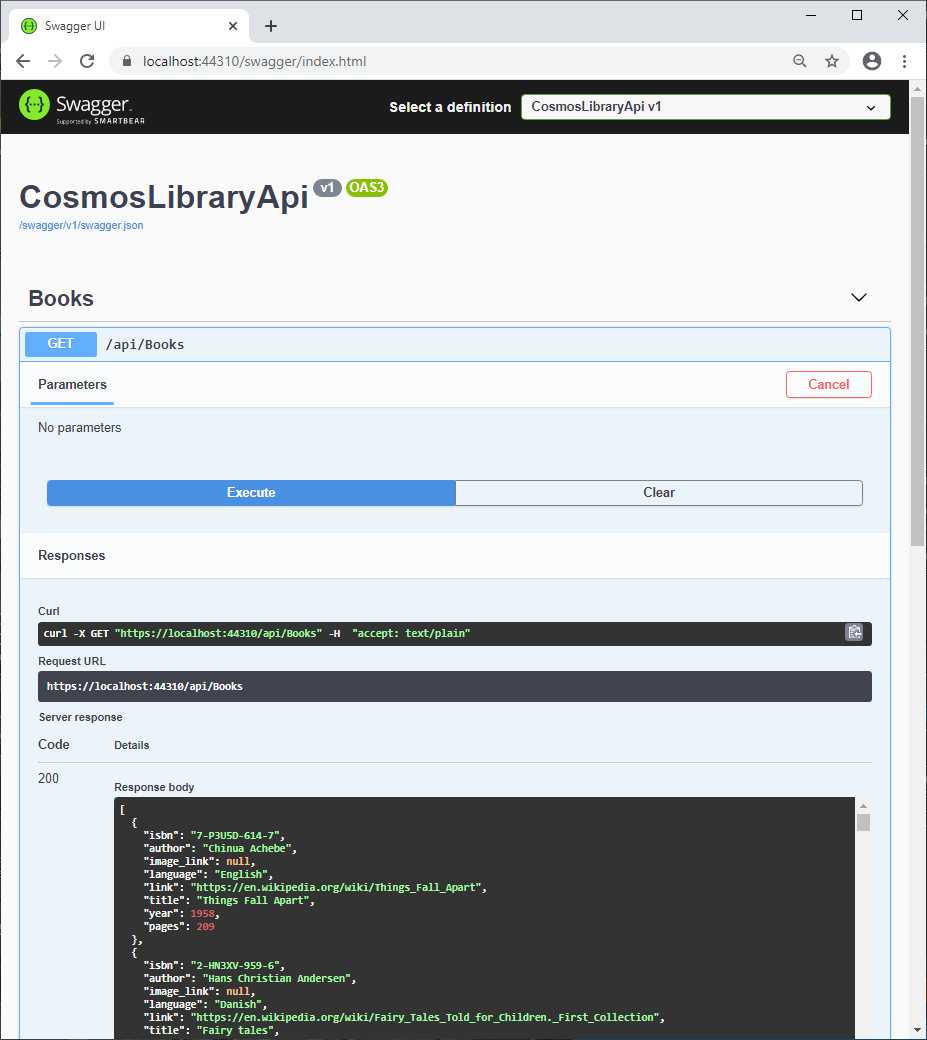 Swagger UI
localhost:44310/swagger/index.html
Swagger
Supported by SMARTBEAR
Select a definition
CosmosLibraryApi v1
CosmosLibraryApi v1 OAS3
/swagger/v1/swagger.json
Books
GET /api/Books
Parameters
Cancel
No parameters
Execute
Clear
Responses
Curl
curl -X GET "https://localhost:44310/api/Books" -H  "accept: text/plain"
Request URL
https://localhost:44310/api/Books
Server response
Code Details
200
Response body
[
{
"isbn": "7-P3U5D-614-7",
"author": "Chinua Achebe",
"image_link": null,
"language": "English",
"link": "https://en.wikipedia.org/wiki/Things_Fall_Apart",
"title": "Things Fall Apart",
"year": 1958,
"pages": 209
},
{
"isbn": "2-HN3XV-959-6",
"author": "Hans Christian Andersen",
"image_link": null,
"language": "Danish",
"link": "https://en.wikipedia.org/wiki/Fairy_Tales_Told_for_Children._First_Collection",
"title": "Fairy tales",